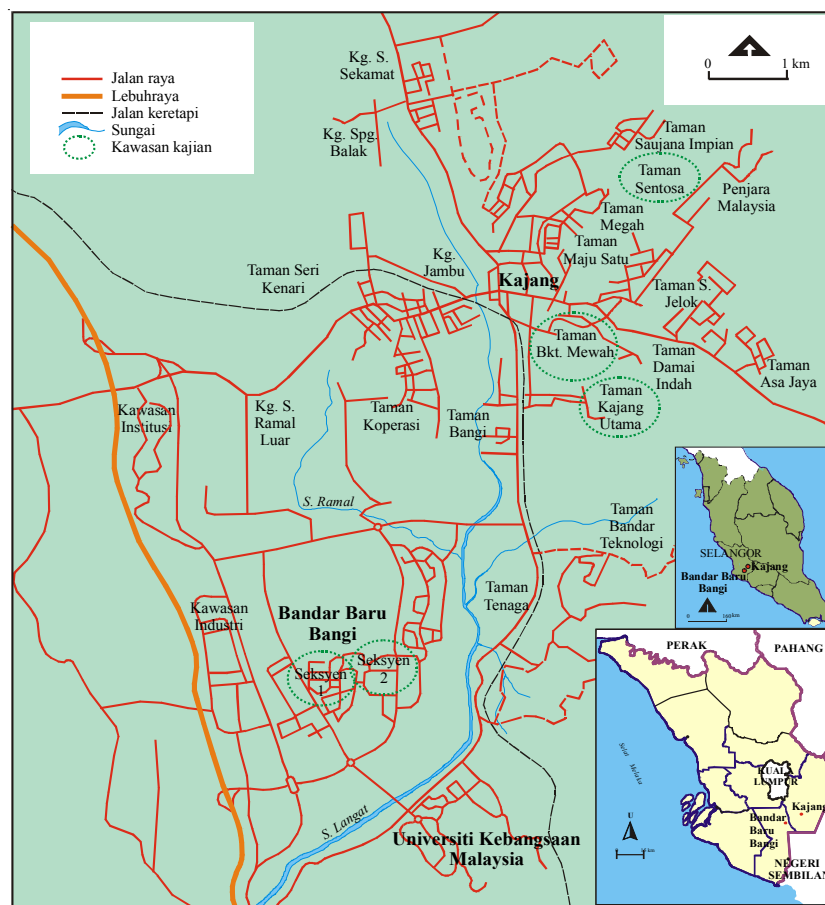 Jalan raya
Lebuhraya
Jalan keretapi
Sungai
Kawasan kajian
0 1 km
Kg. S.
Sekamat
Kg. Spg.
Balak
Taman
Saujana Impian
Taman
Sentosa
Penjara
Malaysia
Taman
Megah
Taman
Maju Satu
Kg.
Jambu
Taman Seri
Kenari
Kajang
Taman S.
Jelok
Taman
Bkt. Mewah
Taman
Damai
Indah
Taman
Asa Jaya
Taman
Kajang
Utama
Kawasan
Institusi
Kg. S.
Ramal
Luar
Taman
Koperasi
Taman
Bangi
S. Ramal
Taman
Bandar
Teknologi
Taman
Tenaga
Kawasan
Industri
Bandar Baru
Bangi
Seksyen
1
Seksyen
2
S. Langat
Universiti Kebangsaan
Malaysia
SELANGOR
Kajang
Bandar Baru
Bangi
0
km
PERAK
PAHANG
Selat Melaka
KUALA
LUMPUR
Kajang
Bandar
Baru
Bangi
U
0
km
NEGERI
SEMBILAN